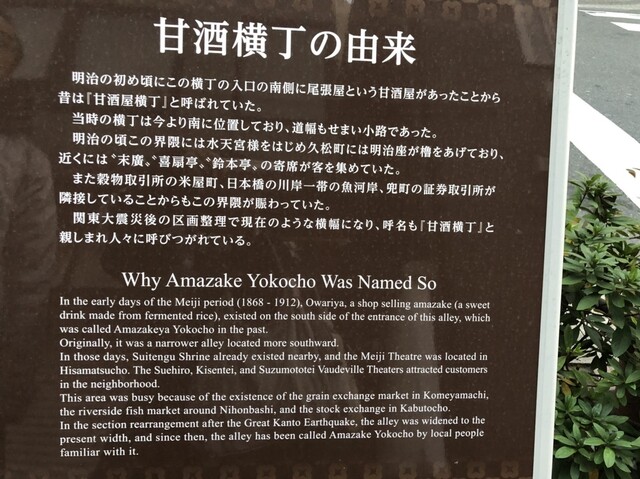 甘酒横丁の由来
明治の初め頃にこの横丁の入口の南側に尾張屋という甘酒屋があったことから
昔は『甘酒屋横丁』と呼ばれていた。
当時の横丁は今より南に位置しており、道幅もせまい小路であった。
明治の頃この界隈には水天宮様をはじめ久松町には明治座が櫓をあげており、
近くには〝末廣〟〝喜扇亭〟〝鈴本亭〟の寄席が客を集めていた。
また穀物取引所の米屋町、日本橋の川岸一帯の魚河岸、兜町の証券取引所が
隣接していることからもこの界隈が賑わっていた。
関東大震災後の区画整理で現在のような横幅になり、呼名も『甘酒横丁』と
親しまれ人々に呼びつがれている。
Why Amazake Yokocho Was Named So
In the early days of the Meiji period (1868 - 1912), Owariya, a shop selling amazake (a sweet
drink made from fermented rice), existed on the south side of the entrance of this alley, which
was called Amazakeya Yokocho in the past.
Originally, it was a narrower alley located more southward.
In those days, Suitengu Shrine already existed nearby, and the Meiji Theatre was located in
Hisamatsucho. The Suehiro, Kisentei, and Suzumototei Vaudeville Theaters attracted customers
in the neighborhood.
This area was busy because of the existence of the grain exchange market in Komeyamachi,
the riverside fish market around Nihonbashi, and the stock exchange in Kabutocho.
In the section rearrangement after the Great Kanto Earthquake, the alley was widened to the
present width, and since then, the alley has been called Amazake Yokocho by local people
familiar with it.